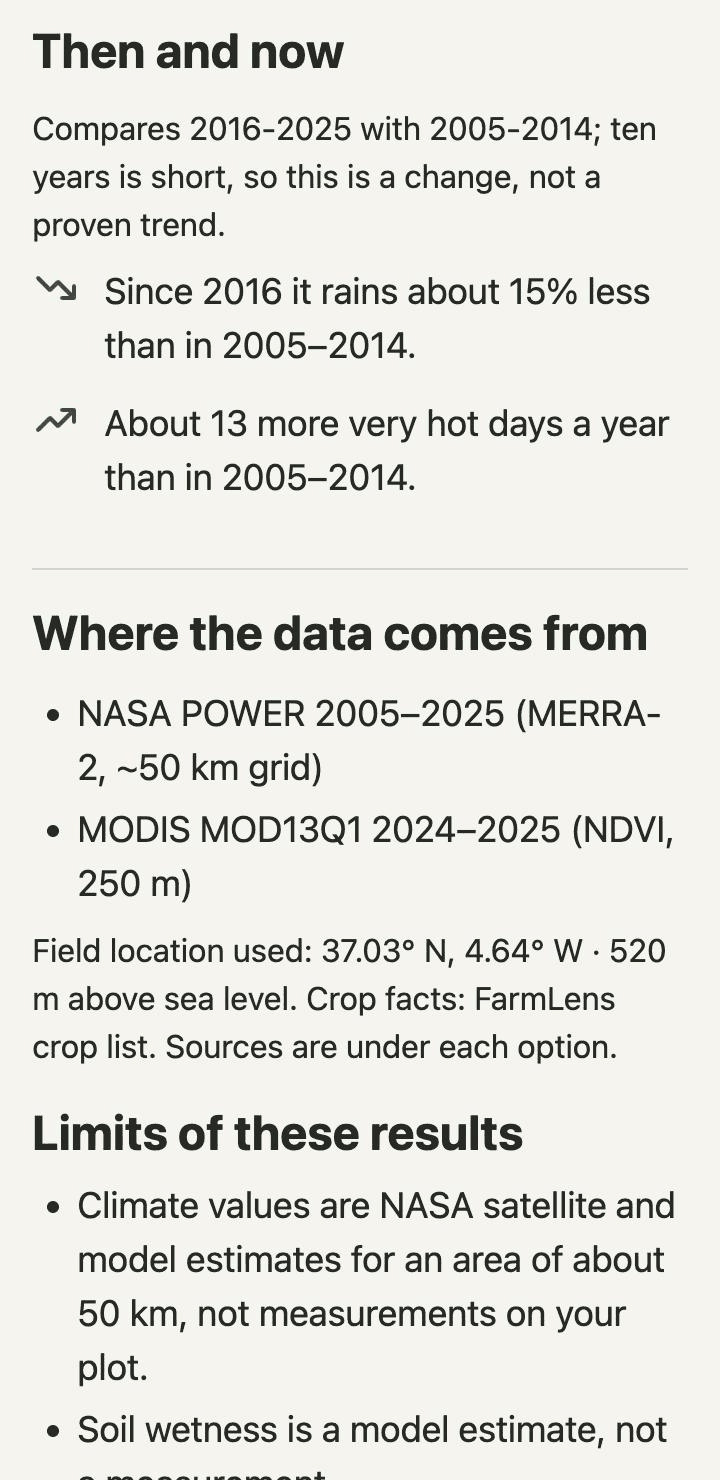 Then and now
Compares 2016-2025 with 2005-2014; ten
years is short, so this is a change, not a
proven trend.
Since 2016 it rains about 15% less
than in 2005–2014.
About 13 more very hot days a year
than in 2005–2014.
Where the data comes from
• NASA POWER 2005–2025 (MERRA-
2, ~50 km grid)
• MODIS MOD13Q1 2024–2025 (NDVI,
250 m)
Field location used: 37.03° N, 4.64° W · 520
m above sea level. Crop facts: FarmLens
crop list. Sources are under each option.
Limits of these results
• Climate values are NASA satellite and
model estimates for an area of about
50 km, not measurements on your
plot.
• Soil wetness is a model estimate, not
a measurement